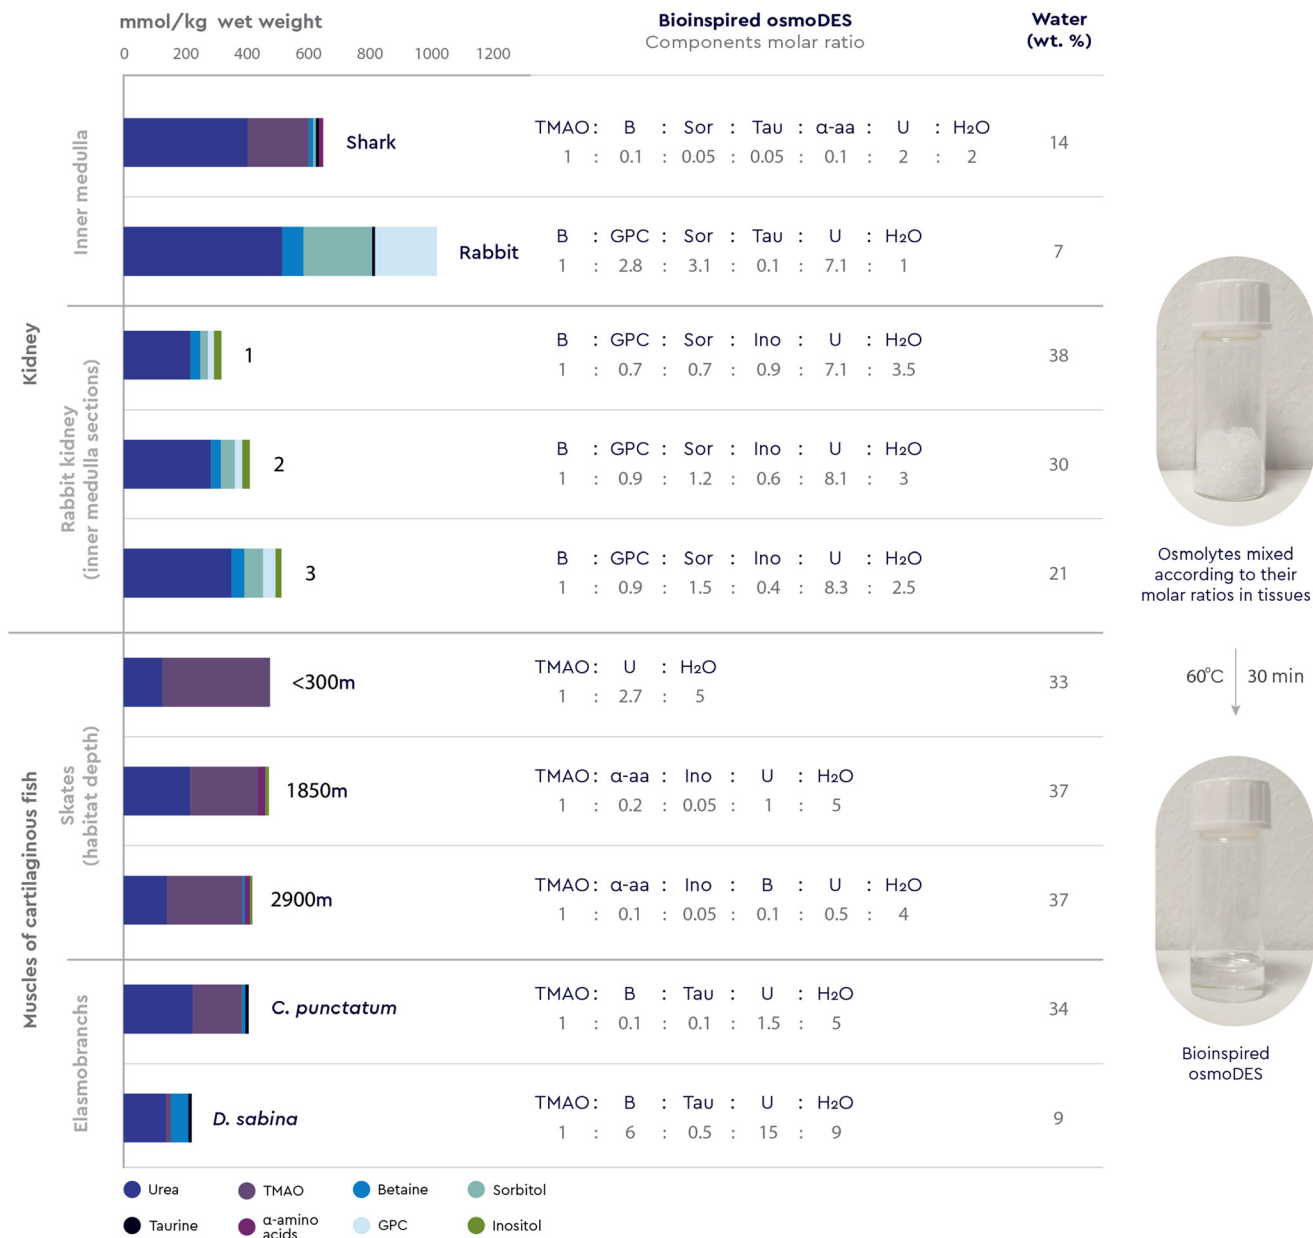 mmol/kg wet weight
0 200 400 600 800 1000 1200
Bioinspired osmoDES
Components molar ratio
Water
(wt. %)
Kidney
Inner medulla
Shark
TMAO : B : Sor : Tau : α-aa : U : H₂O
1 : 0.1 : 0.05 : 0.05 : 0.1 : 2 : 2
14
Rabbit
B : GPC : Sor : Tau : U : H₂O
1 : 2.8 : 3.1 : 0.1 : 7.1 : 1
7
Rabbit kidney
(inner medulla sections)
1
B : GPC : Sor : Ino : U : H₂O
1 : 0.7 : 0.7 : 0.9 : 7.1 : 3.5
38
2
B : GPC : Sor : Ino : U : H₂O
1 : 0.9 : 1.2 : 0.6 : 8.1 : 3
30
3
B : GPC : Sor : Ino : U : H₂O
1 : 0.9 : 1.5 : 0.4 : 8.3 : 2.5
21
Muscles of cartilaginous fish
Skates
(habitat depth)
<300m
TMAO : U : H₂O
1 : 2.7 : 5
33
1850m
TMAO : α-aa : Ino : U : H₂O
1 : 0.2 : 0.05 : 1 : 5
37
2900m
TMAO : α-aa : Ino : B : U : H₂O
1 : 0.1 : 0.05 : 0.1 : 0.5 : 4
37
Elasmobranchs
C. punctatum
TMAO : B : Tau : U : H₂O
1 : 0.1 : 0.1 : 1.5 : 5
34
D. sabina
TMAO : B : Tau : U : H₂O
1 : 6 : 0.5 : 15 : 9
9
Urea
TMAO
Betaine
Sorbitol
Taurine
α-amino
acids
GPC
Inositol
Osmolytes mixed
according to their
molar ratios in tissues
60°C 30 min
Bioinspired
osmoDES